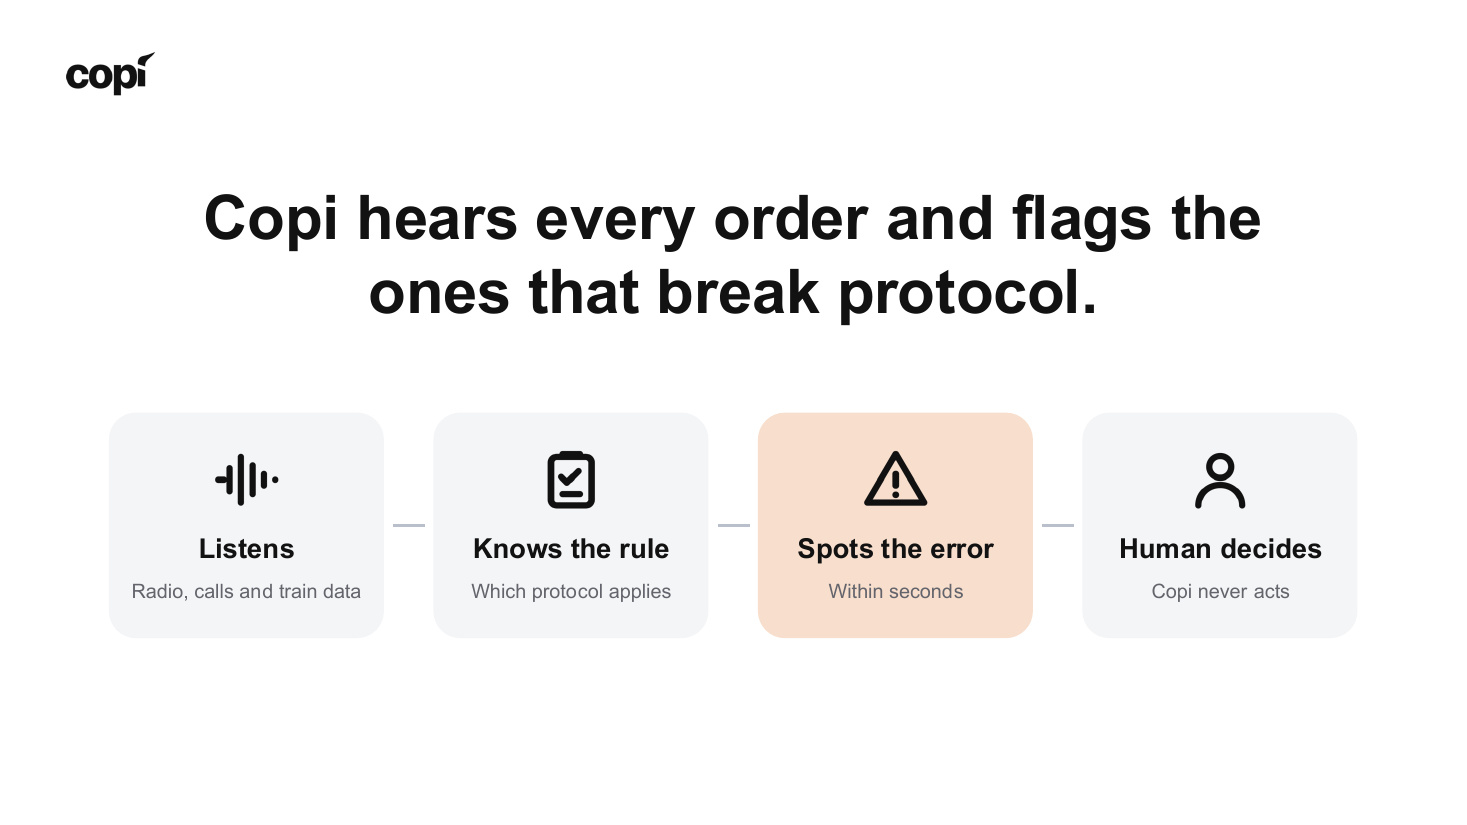 copi
Copi hears every order and flags the
ones that break protocol.
Listens
Radio, calls and train data
Knows the rule
Which protocol applies
Spots the error
Within seconds
Human decides
Copi never acts